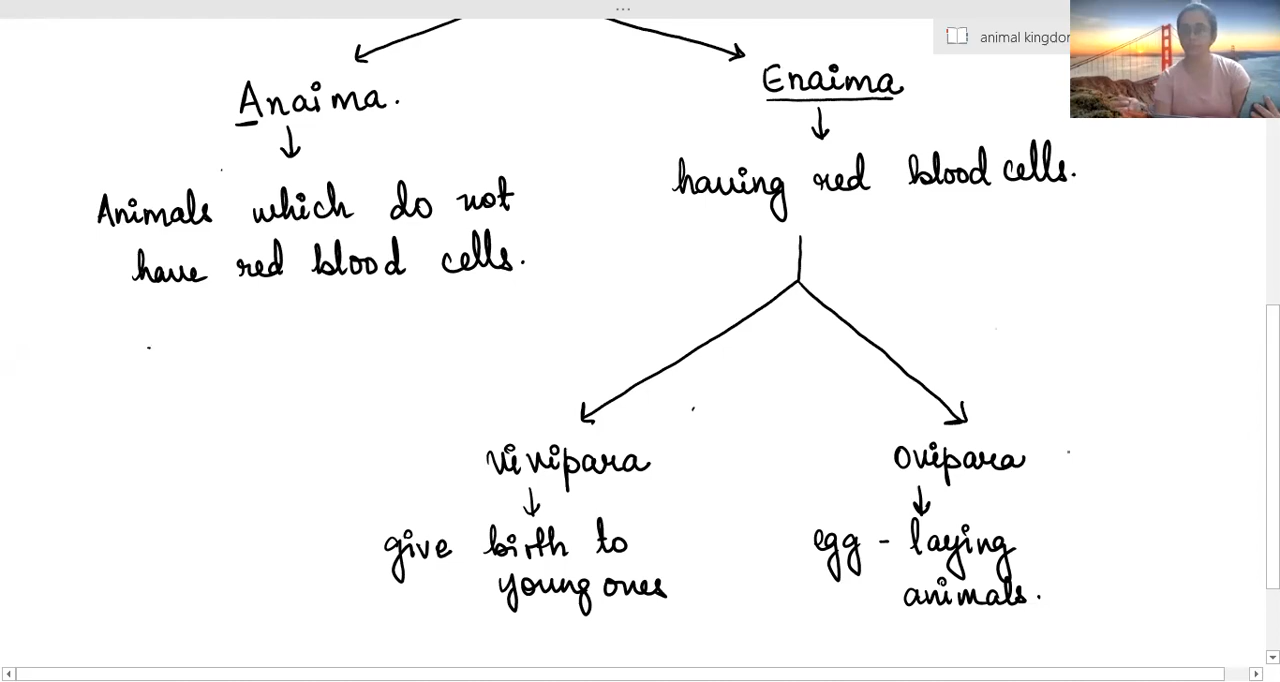 animal kingdo
Anaima.
Enaima
having red blood cells.
Animals which do not
have red blood cells.
vivipara
ovipara
give birth to
young ones
egg - laying
animals.